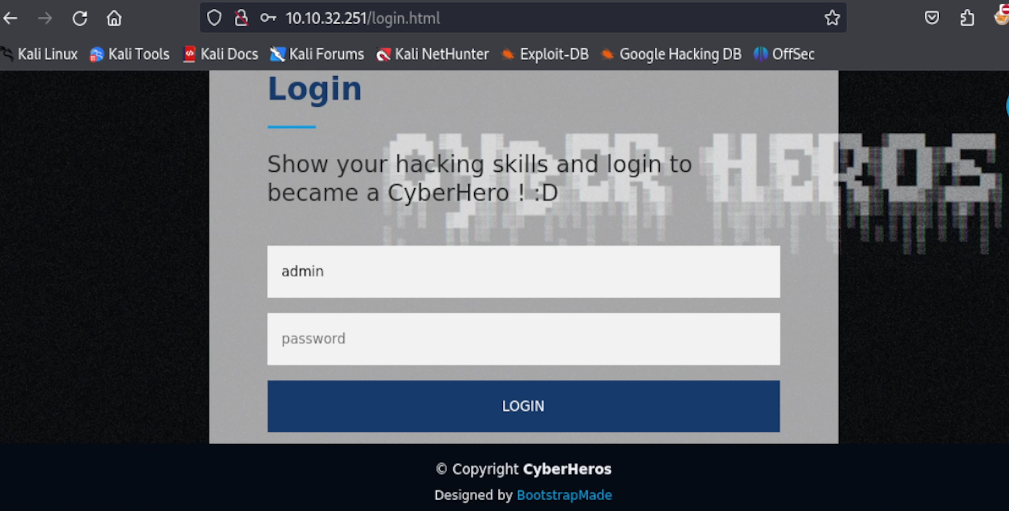 10.10.32.251/login.html
Kali Linux Kali Tools Kali Docs Kali Forums Kali NetHunter Exploit-DB Google Hacking DB OffSec
Login
CYBER HEROS
Show your hacking skills and login to
became a CyberHero ! :D
admin
password
LOGIN
© Copyright CyberHeros
Designed by BootstrapMade